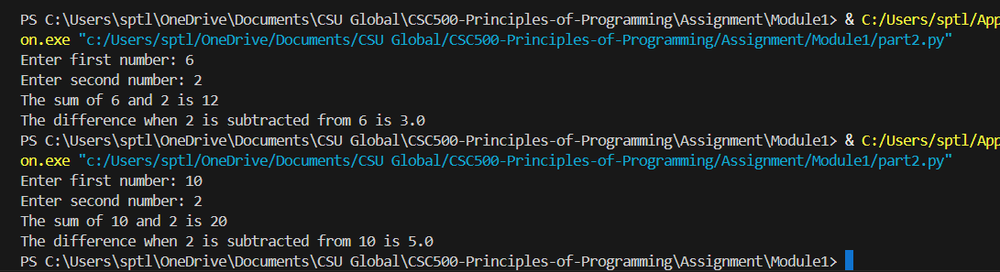 PS C:\Users\sptl\OneDrive\Documents\CSU Global\CSC500-Principles-of-Programming\Assignment\Module1> & C:/Users/sptl/App
on.exe "c:/Users/sptl/OneDrive/Documents/CSU Global/CSC500-Principles-of-Programming/Assignment/Module1/part2.py"
Enter first number: 6
Enter second number: 2
The sum of 6 and 2 is 12
The difference when 2 is subtracted from 6 is 3.0
PS C:\Users\sptl\OneDrive\Documents\CSU Global\CSC500-Principles-of-Programming\Assignment\Module1> & C:/Users/sptl/App
on.exe "c:/Users/sptl/OneDrive/Documents/CSU Global/CSC500-Principles-of-Programming/Assignment/Module1/part2.py"
Enter first number: 10
Enter second number: 2
The sum of 10 and 2 is 20
The difference when 2 is subtracted from 10 is 5.0
PS C:\Users\sptl\OneDrive\Documents\CSU Global\CSC500-Principles-of-Programming\Assignment\Module1>